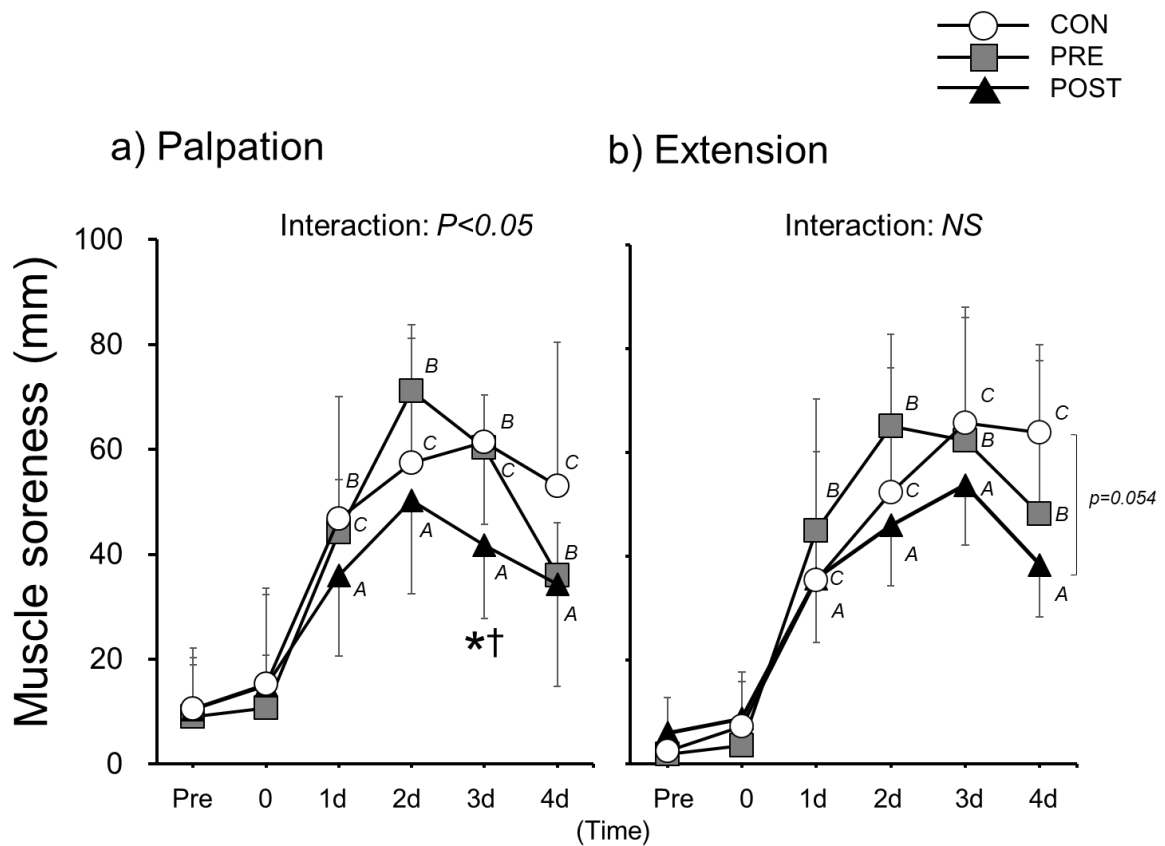 CON
PRE
POST
a) Palpation
b) Extension
Interaction: P<0.05
Interaction: NS
Muscle soreness (mm)
100
80
60
40
20
0
B
B
B
C
C
C
B
C
A
A
A
B
A
*†
C
C
B
B
B
B
C
C
A
A
A
A
p=0.054
Pre 0 1d 2d 3d 4d
Pre 0 1d 2d 3d 4d
(Time)